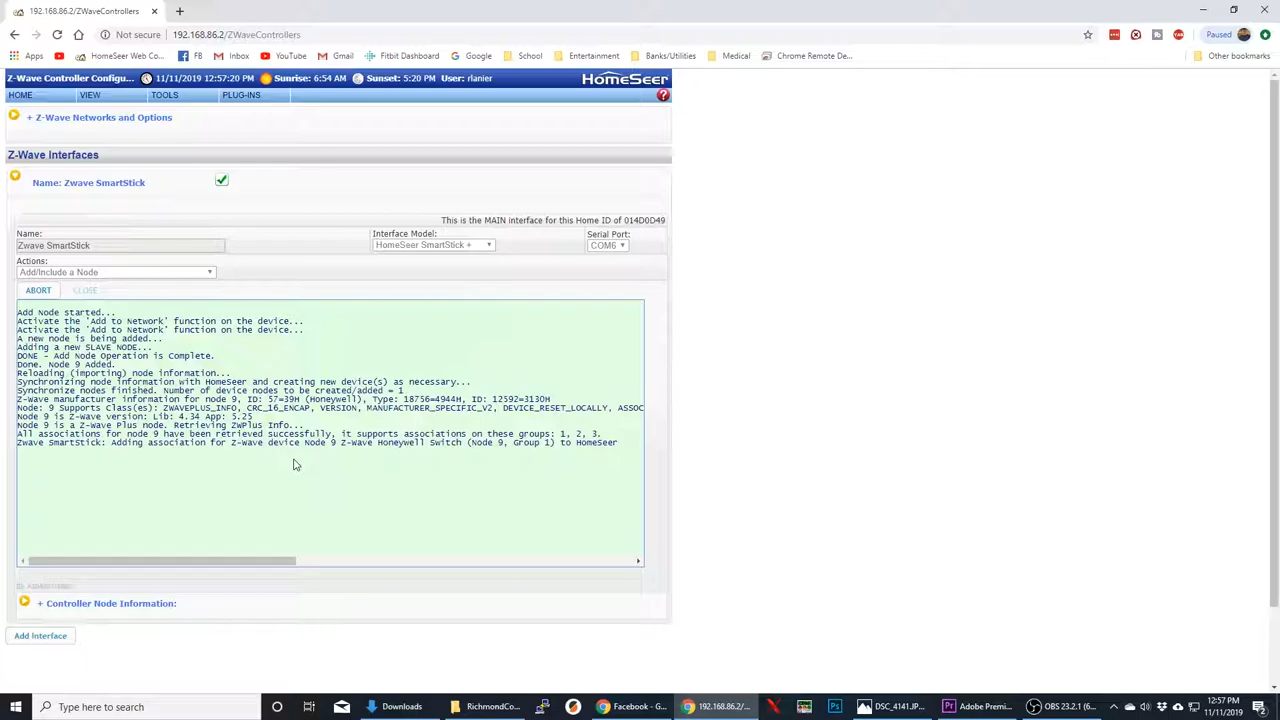 192.168.86.2/ZWaveControllers
192.168.86.2/ZWaveControllers
Paused
Apps
HomeSeer Web Co...
FB
Inbox
YouTube
Gmail
Fitbit Dashboard
Google
School
Entertainment
Banks/Utilities
Medical
Chrome Remote De...
Other bookmarks
Z-Wave Controller Configu...
11/11/2019 12:57:20 PM
Sunrise: 6:54 AM
Sunset: 5:20 PM
User: rlanier
HomeSeer
HOME
VIEW
TOOLS
PLUG-INS
+ Z-Wave Networks and Options
Z-Wave Interfaces
Name: Zwave SmartStick
This is the MAIN interface for this Home ID of 014D0D49
Name:
Interface Model:
Serial Port:
Zwave SmartStick
HomeSeer SmartStick +
COM6
Actions:
Add/Include a Node
ABORT
CLOSE
Add Node started...
Activate the 'Add to Network' function on the device...
Activate the 'Add to Network' function on the device...
A new node is being added...
Adding a new SLAVE NODE...
DONE - Add Node Operation is Complete.
Done. Node 9 Added.
Reloading (importing) node information...
Synchronizing node information with HomeSeer and creating new device(s) as necessary...
Synchronize nodes finished. Number of device nodes to be created/added = 1
Z-Wave manufacturer information for node 9, ID: 57=39H (Honeywell), Type: 18756=4944H, ID: 12592=3130H
Node: 9 Supports Class(es): ZWAVEPLUS_INFO, CRC_16_ENCAP, VERSION, MANUFACTURER_SPECIFIC_V2, DEVICE_RESET_LOCALLY, ASSOC
Node 9 is Z-Wave version: Lib: 4.34 App: 5.25
Node 9 is a Z-Wave Plus node. Retrieving ZWPlus Info...
All associations for node 9 have been retrieved successfully, it supports associations on these groups: 1, 2, 3.
Zwave SmartStick: Adding association for Z-Wave device Node 9 Z-Wave Honeywell Switch (Node 9, Group 1) to HomeSeer
+ Controller Node Information:
Add Interface
Type here to search
Downloads
RichmondCo...
Facebook - G...
192.168.86.2/...
DSC_4141.JP...
Adobe Premi...
OBS 23.2.1 (6...
12:57 PM
11/11/2019